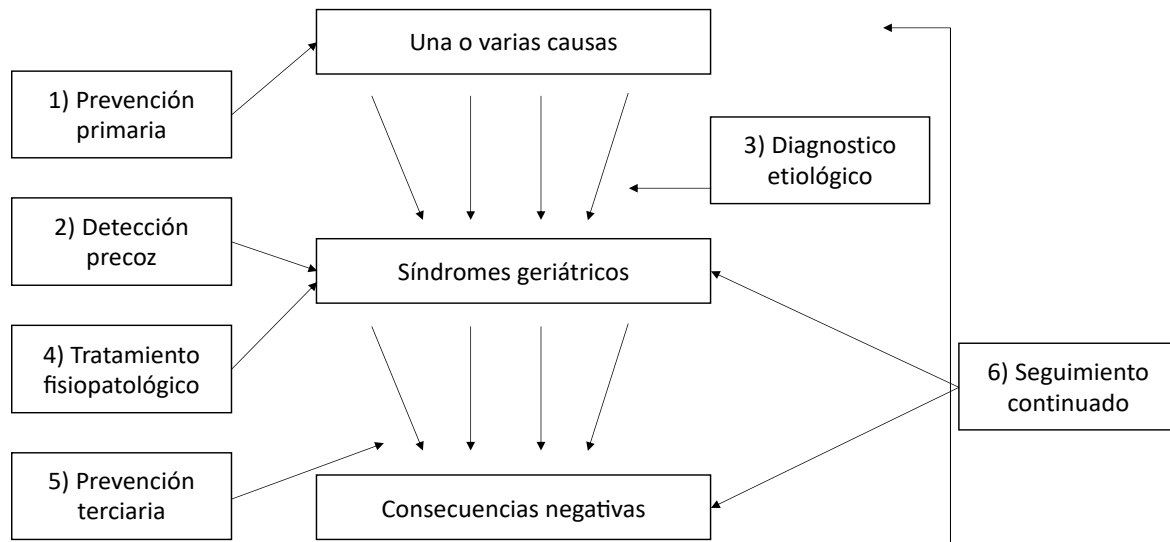 Una o varias causas
1) Prevención
primaria
3) Diagnostico
etiológico
2) Detección
precoz
Síndromes geriátricos
4) Tratamiento
fisiopatológico
6) Seguimiento
continuado
5) Prevención
terciaria
Consecuencias negativas